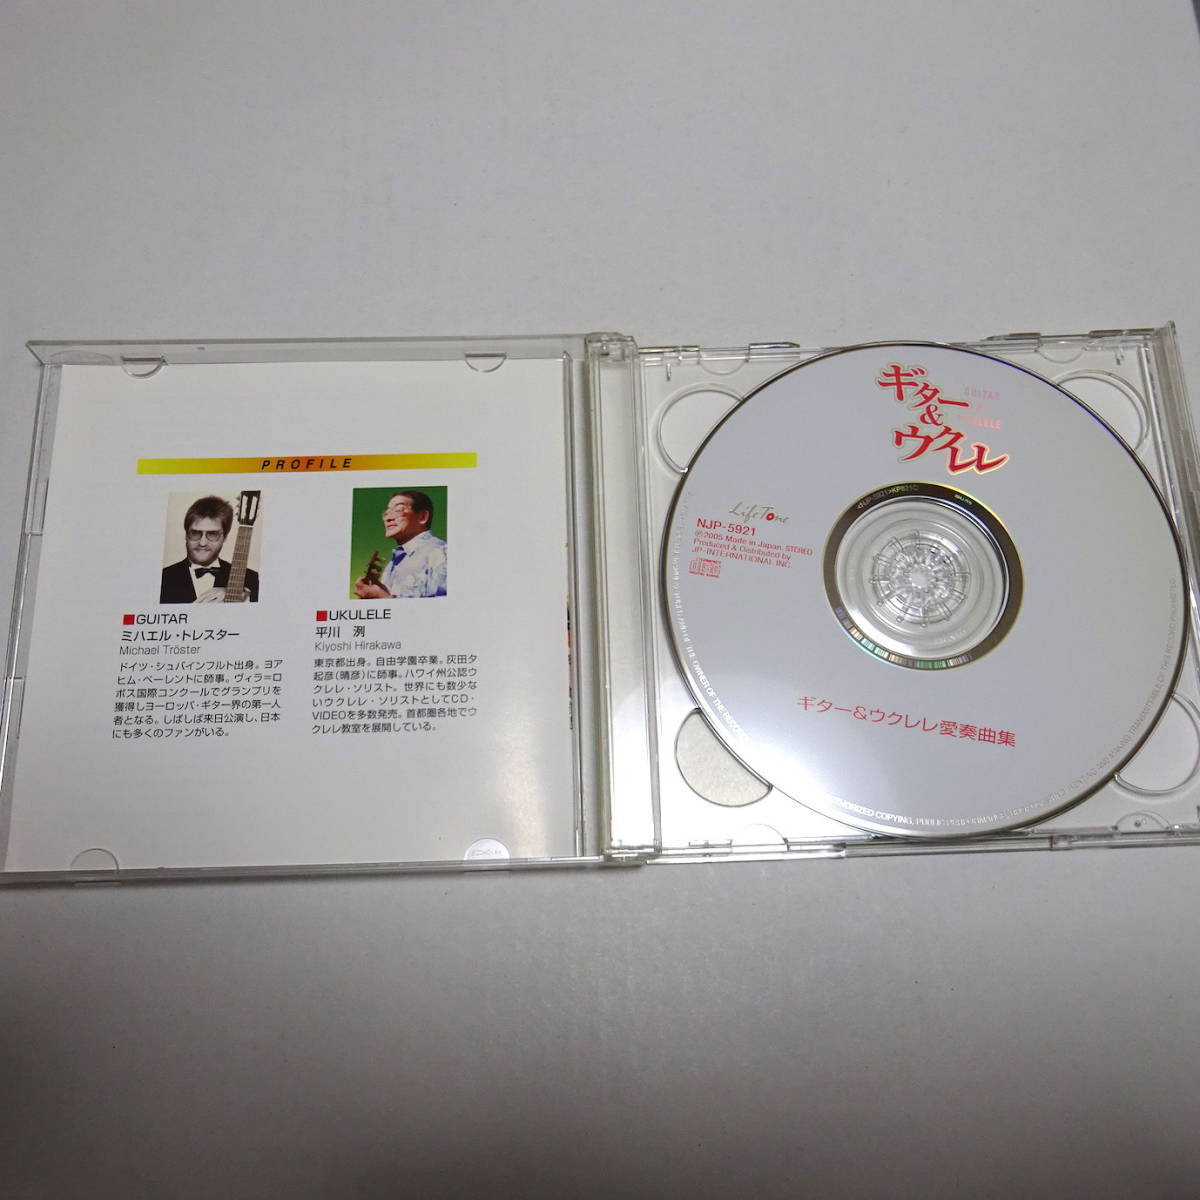 PROFILE
■GUITAR
ミハエル・トレスター
Michael Tröster
ドイツ・シュバインフルト出身。ヨア
ヒム・ベーレントに師事。ヴィラ＝ロ
ボス国際コンクールでグランプリを
獲得しヨーロッパ・ギター界の第一人
者となる。しばしば来日公演し、日本
にも多くのファンがいる。
■UKULELE
平川 洌
Kiyoshi Hirakawa
東京都出身。自由学園卒業。灰田夕
起彦(晴彦)に師事。ハワイ州公認ウ
クレレ・ソリスト。世界にも数少な
いウクレレ・ソリストとしてCD・
VIDEOを多数発売。首都圏各地でウ
クレレ教室を展開している。
ギター
&
ウクレレ
GUITAR
UKULELE
Life Tone
NJP-5921
℗2005 Made in Japan. STEREO
Produced & Distributed by
JP-INTERNATIONAL INC.
ギター&ウクレレ愛奏曲集